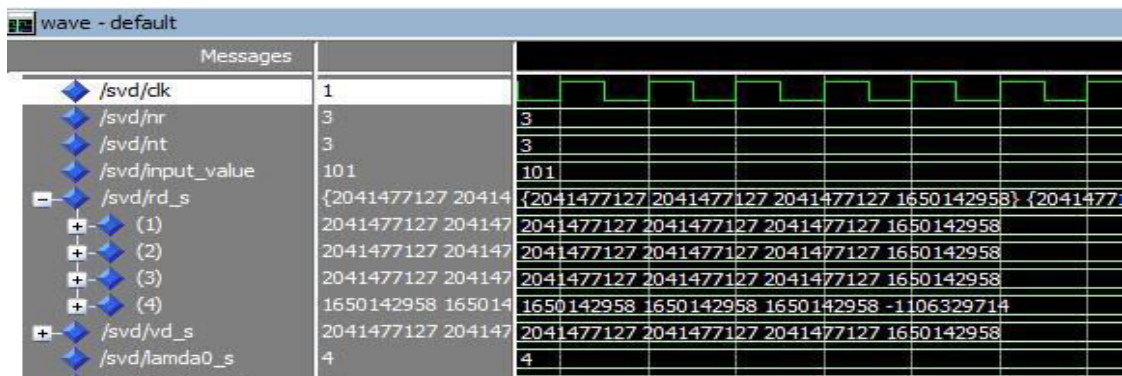 wave - default
Messages
/svd/clk 1
/svd/nr 3 3
/svd/nt 3 3
/svd/input_value 101 101
/svd/rd_s {2041477127 20414 {2041477127 2041477127 2041477127 1650142958} {2041477
(1) 2041477127 204147 2041477127 2041477127 2041477127 1650142958
(2) 2041477127 204147 2041477127 2041477127 2041477127 1650142958
(3) 2041477127 204147 2041477127 2041477127 2041477127 1650142958
(4) 1650142958 165014 1650142958 1650142958 1650142958 -1106329714
/svd/vd_s 2041477127 204147 2041477127 2041477127 2041477127 1650142958
/svd/lamda0_s 4 4